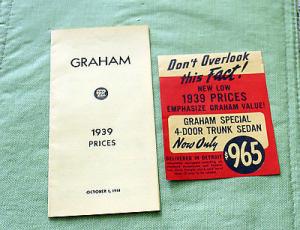 GRAHAM
1939
PRICES
OCTOBER 1, 1938
Don't Overlook
this Fact!
NEW LOW
1939 PRICES
EMPHASIZE GRAHAM VALUE!
GRAHAM SPECIAL
4-DOOR TRUNK SEDAN
Now Only
$965
DELIVERED IN DETROIT